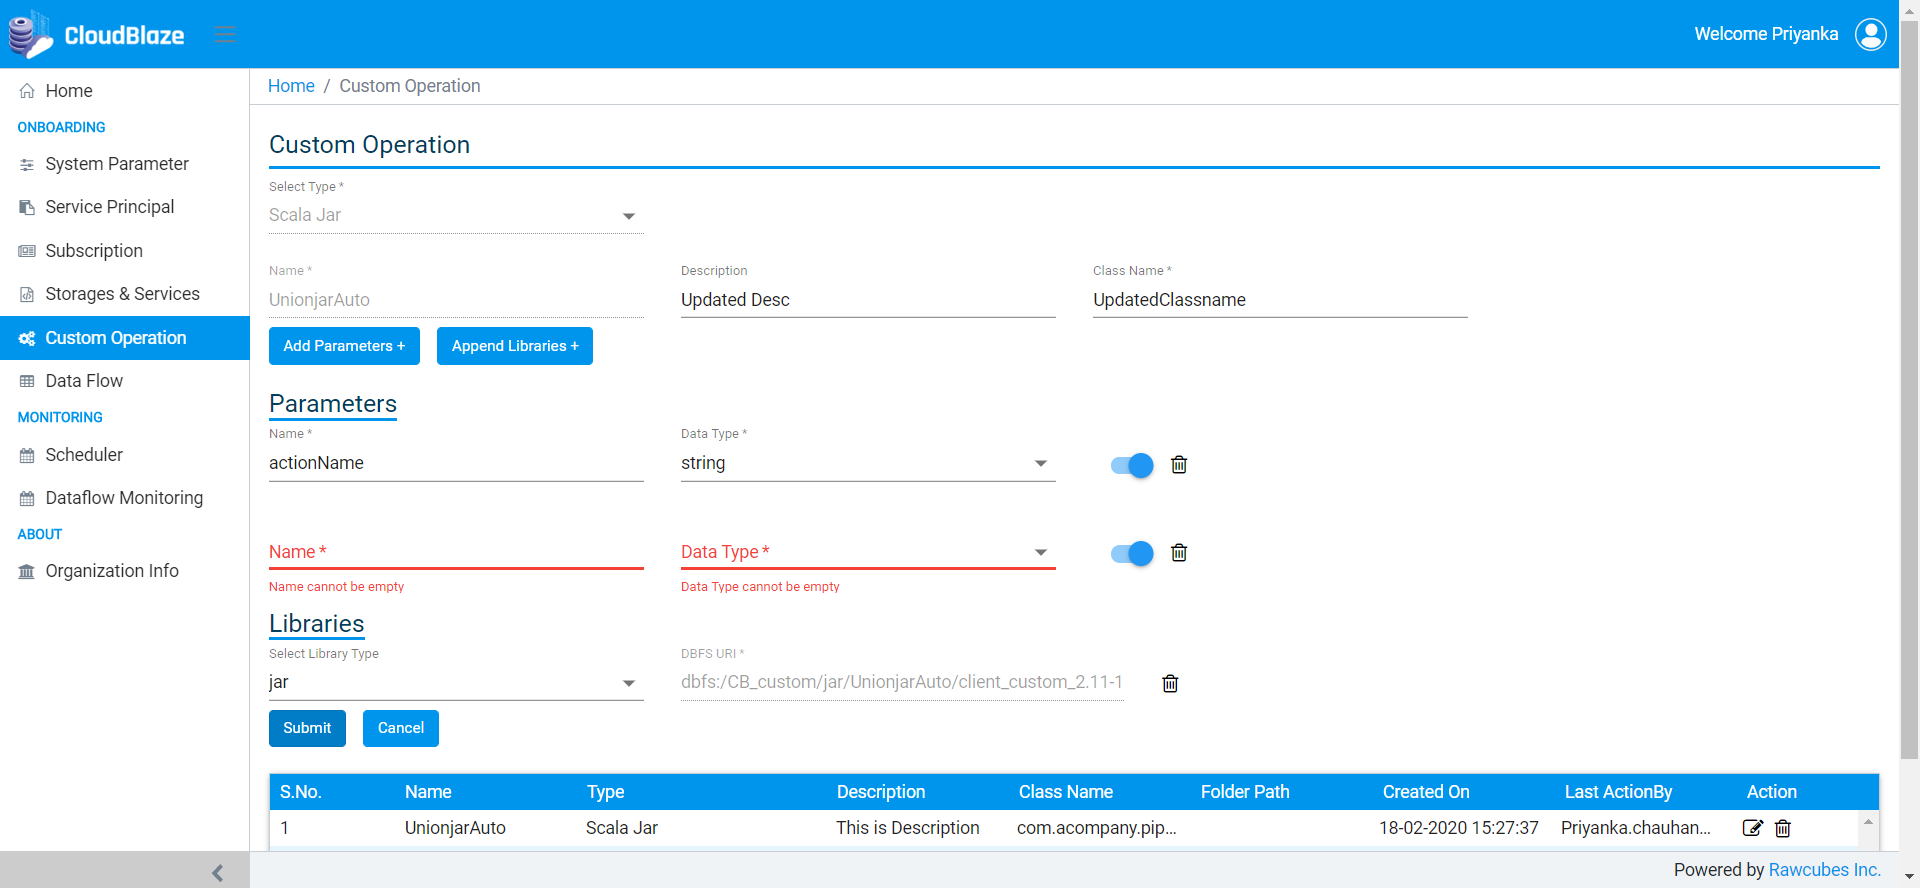 CloudBlaze
Welcome Priyanka
Home
ONBOARDING
System Parameter
Service Principal
Subscription
Storages & Services
Custom Operation
Data Flow
MONITORING
Scheduler
Dataflow Monitoring
ABOUT
Organization Info
Home / Custom Operation
Custom Operation
Select Type *
Scala Jar
Name * Description Class Name *
UnionjarAuto Updated Desc UpdatedClassname
Add Parameters + Append Libraries +
Parameters
Name * Data Type *
actionName string
Name * Data Type *
Name cannot be empty Data Type cannot be empty
Libraries
Select Library Type DBFS URI *
jar dbfs:/CB_custom/jar/UnionjarAuto/client_custom_2.11-1
Submit Cancel
S.No. Name Type Description Class Name Folder Path Created On Last ActionBy Action
1 UnionjarAuto Scala Jar This is Description com.acompany.pip... 18-02-2020 15:27:37 Priyanka.chauhan...
Powered by Rawcubes Inc.